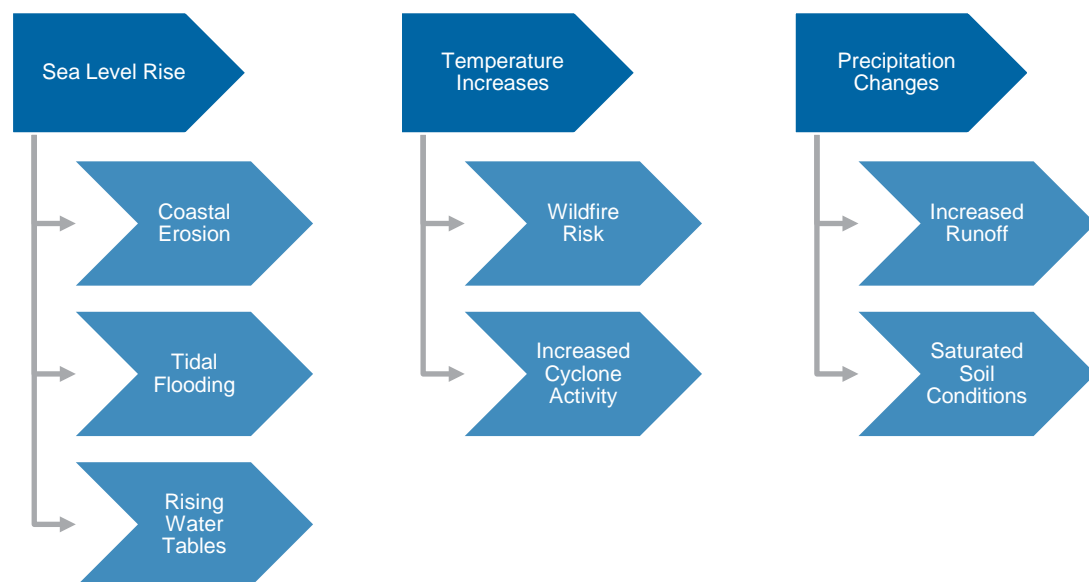 Sea Level Rise
Coastal
Erosion
Tidal
Flooding
Rising
Water
Tables
Temperature
Increases
Wildfire
Risk
Increased
Cyclone
Activity
Precipitation
Changes
Increased
Runoff
Saturated
Soil
Conditions